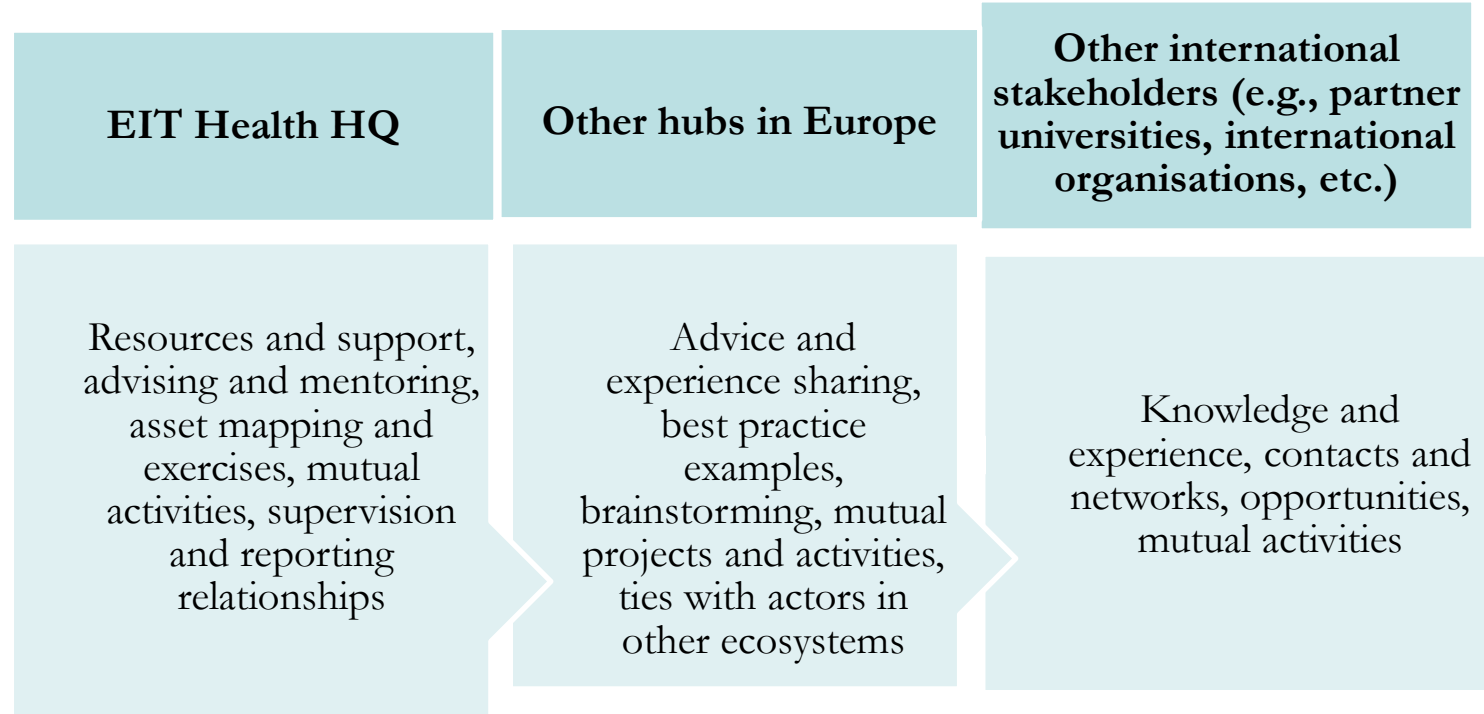 EIT Health HQ
Resources and support,
advising and mentoring,
asset mapping and
exercises, mutual
activities, supervision
and reporting
relationships
Other hubs in Europe
Advice and
experience sharing,
best practice
examples,
brainstorming, mutual
projects and activities,
ties with actors in
other ecosystems
Other international
stakeholders (e.g., partner
universities, international
organisations, etc.)
Knowledge and
experience, contacts and
networks, opportunities,
mutual activities